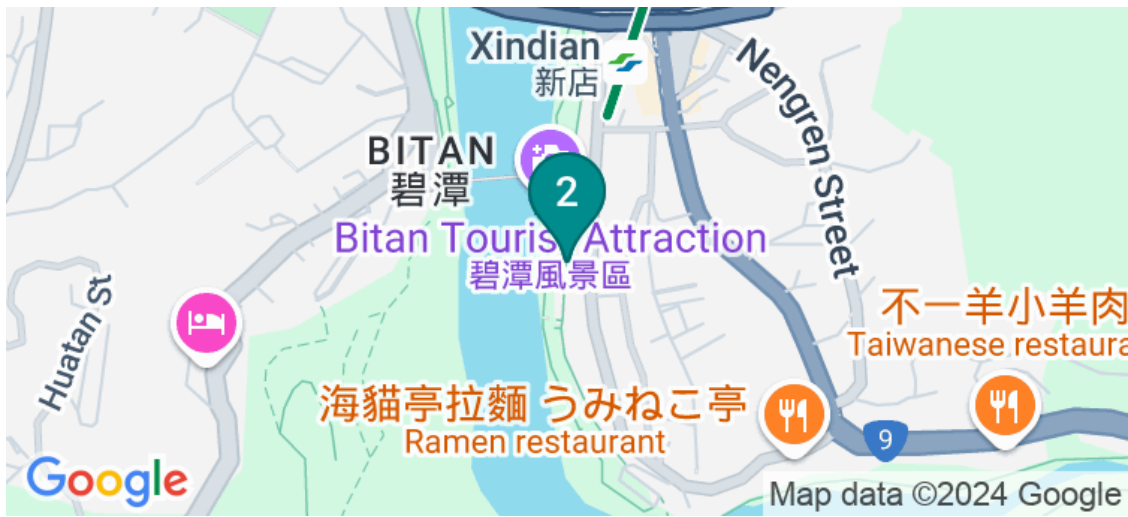 Xindian
新店
Nengren Street
BITAN
碧潭
2
Bitan Tourist Attraction
碧潭風景區
Huatan St
不一羊小羊肉
Taiwanese restaura
海貓亭拉麵 うみねこ亭
Ramen restaurant
9
Google
Map data ©2024 Google